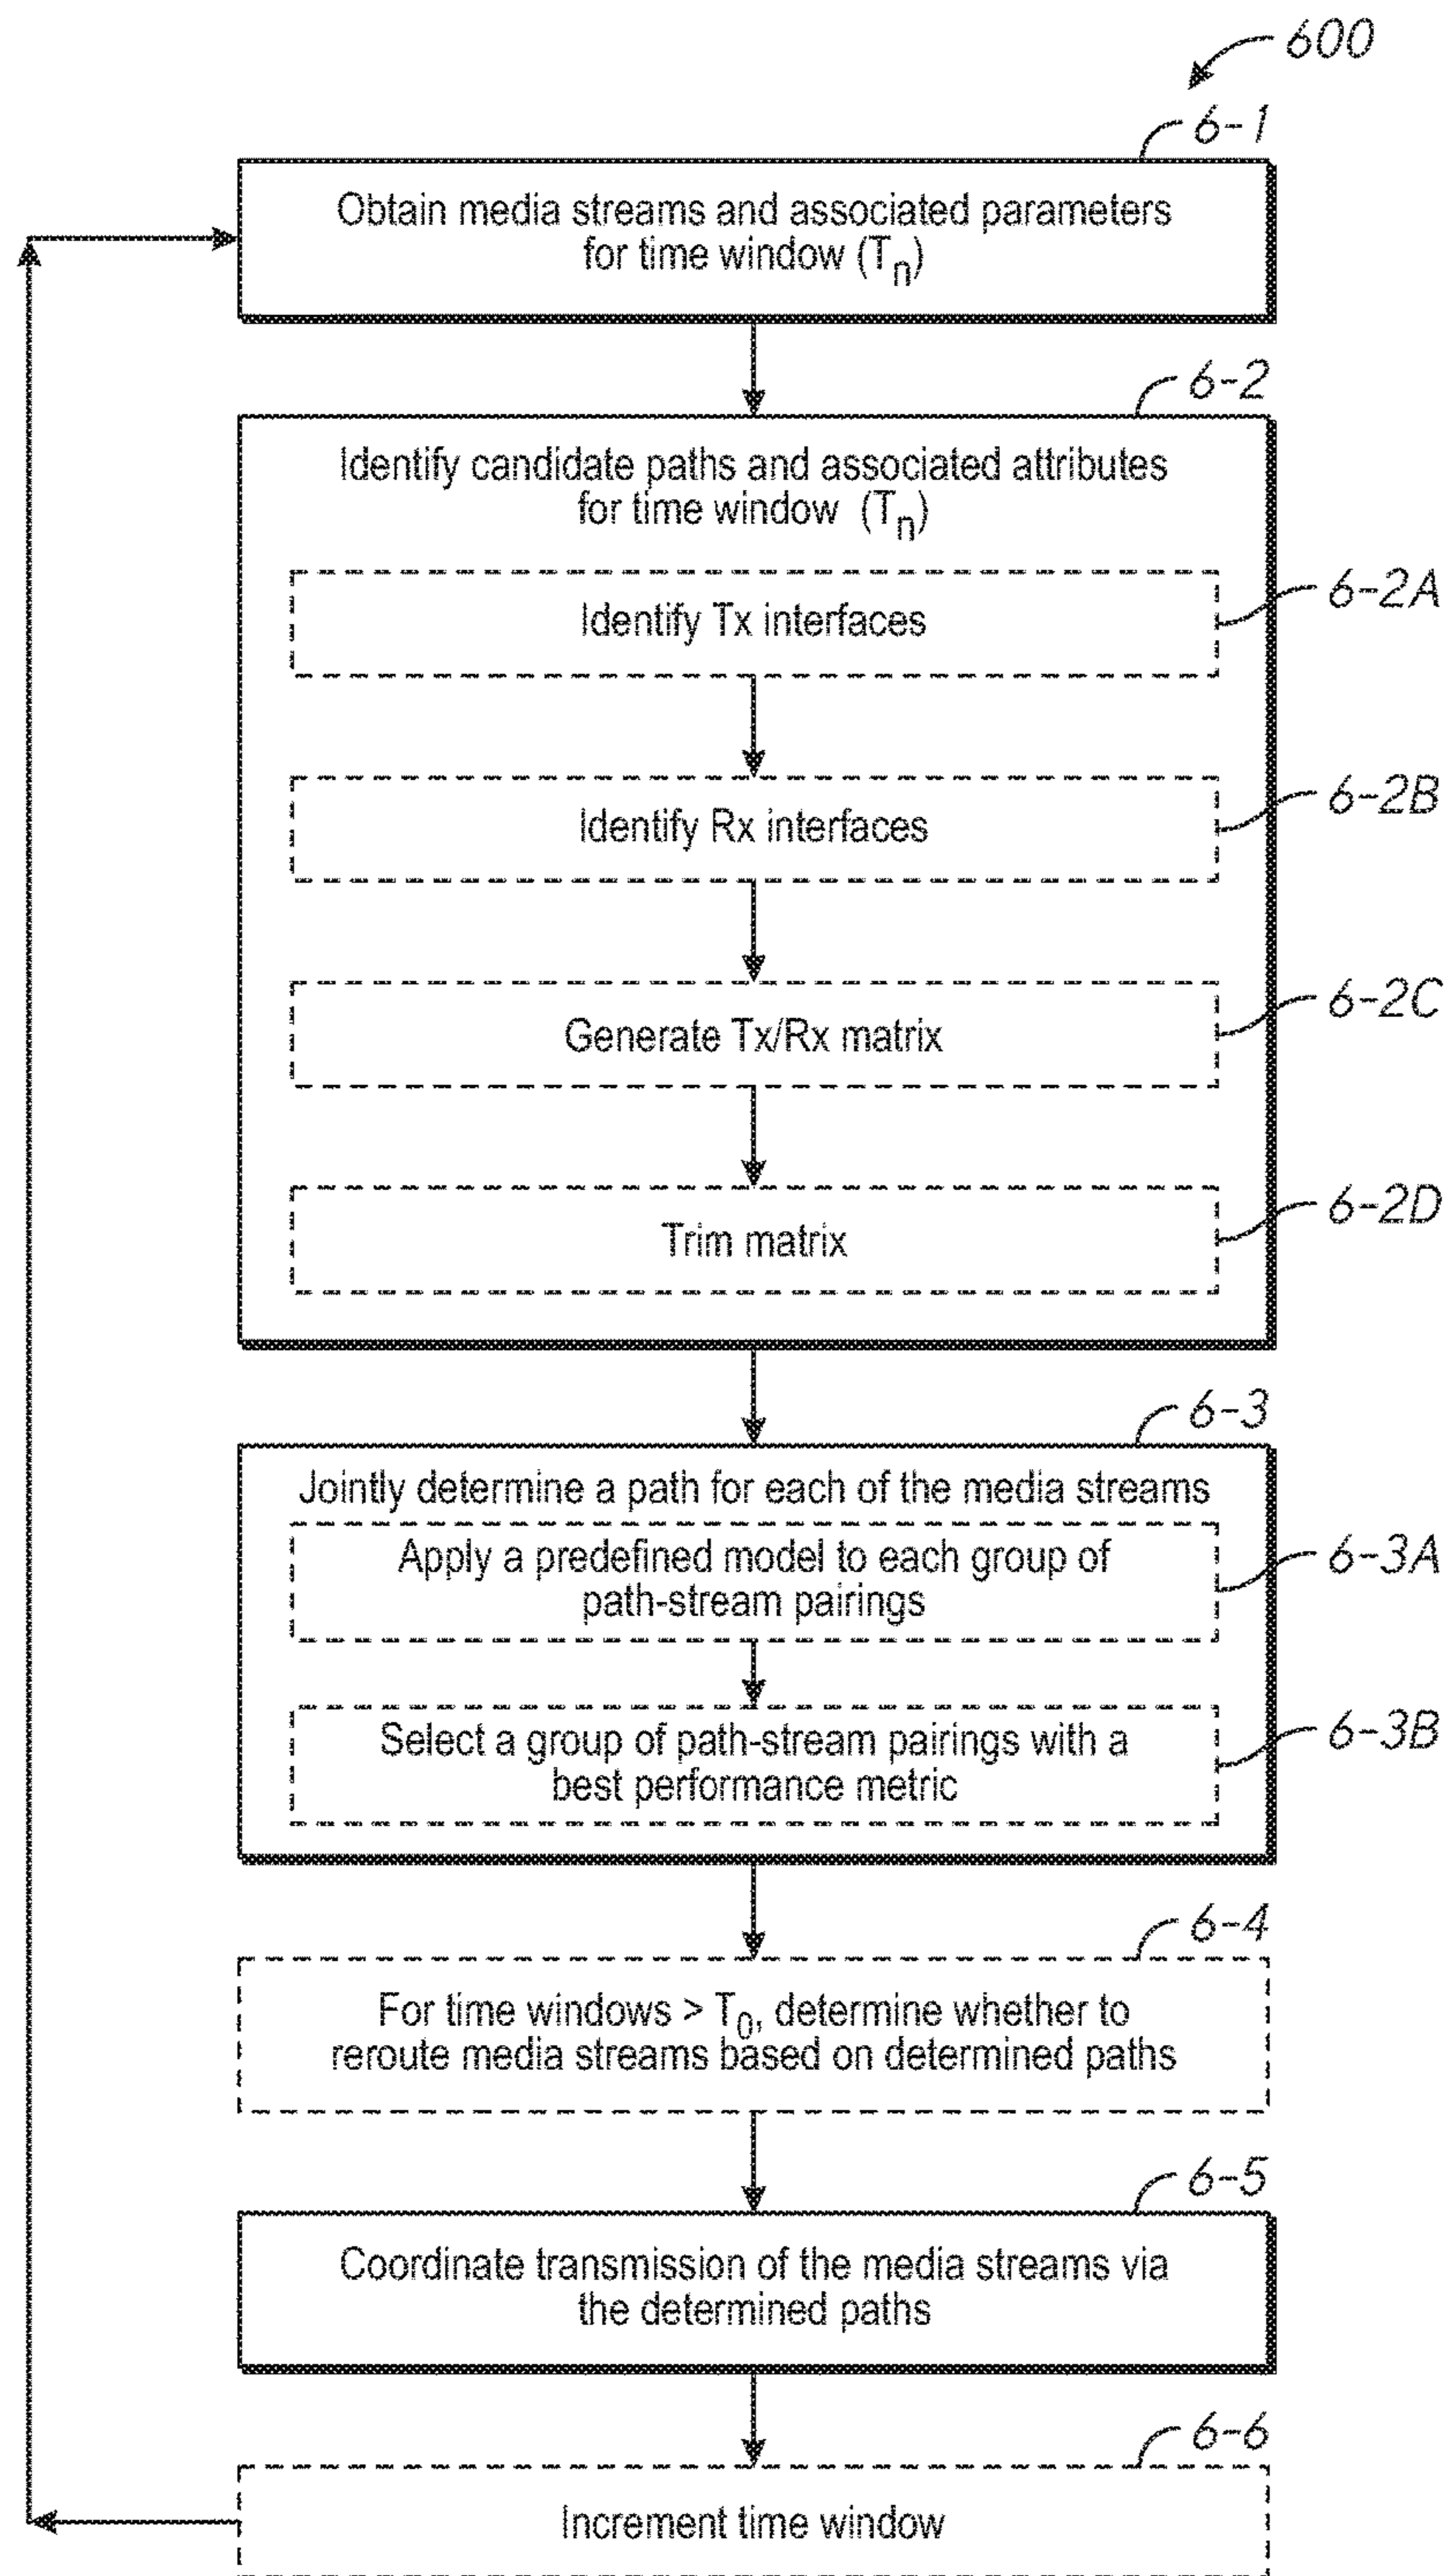 600
6-1
Obtain media streams and associated parameters
for time window (Tn)
6-2
Identify candidate paths and associated attributes
for time window (Tn)
Identify Tx interfaces
6-2A
Identify Rx interfaces
6-2B
Generate Tx/Rx matrix
6-2C
Trim matrix
6-2D
6-3
Jointly determine a path for each of the media streams
Apply a predefined model to each group of
path-stream pairings
6-3A
Select a group of path-stream pairings with a
best performance metric
6-3B
6-4
For time windows > T0, determine whether to
reroute media streams based on determined paths
6-5
Coordinate transmission of the media streams via
the determined paths
6-6
Increment time window